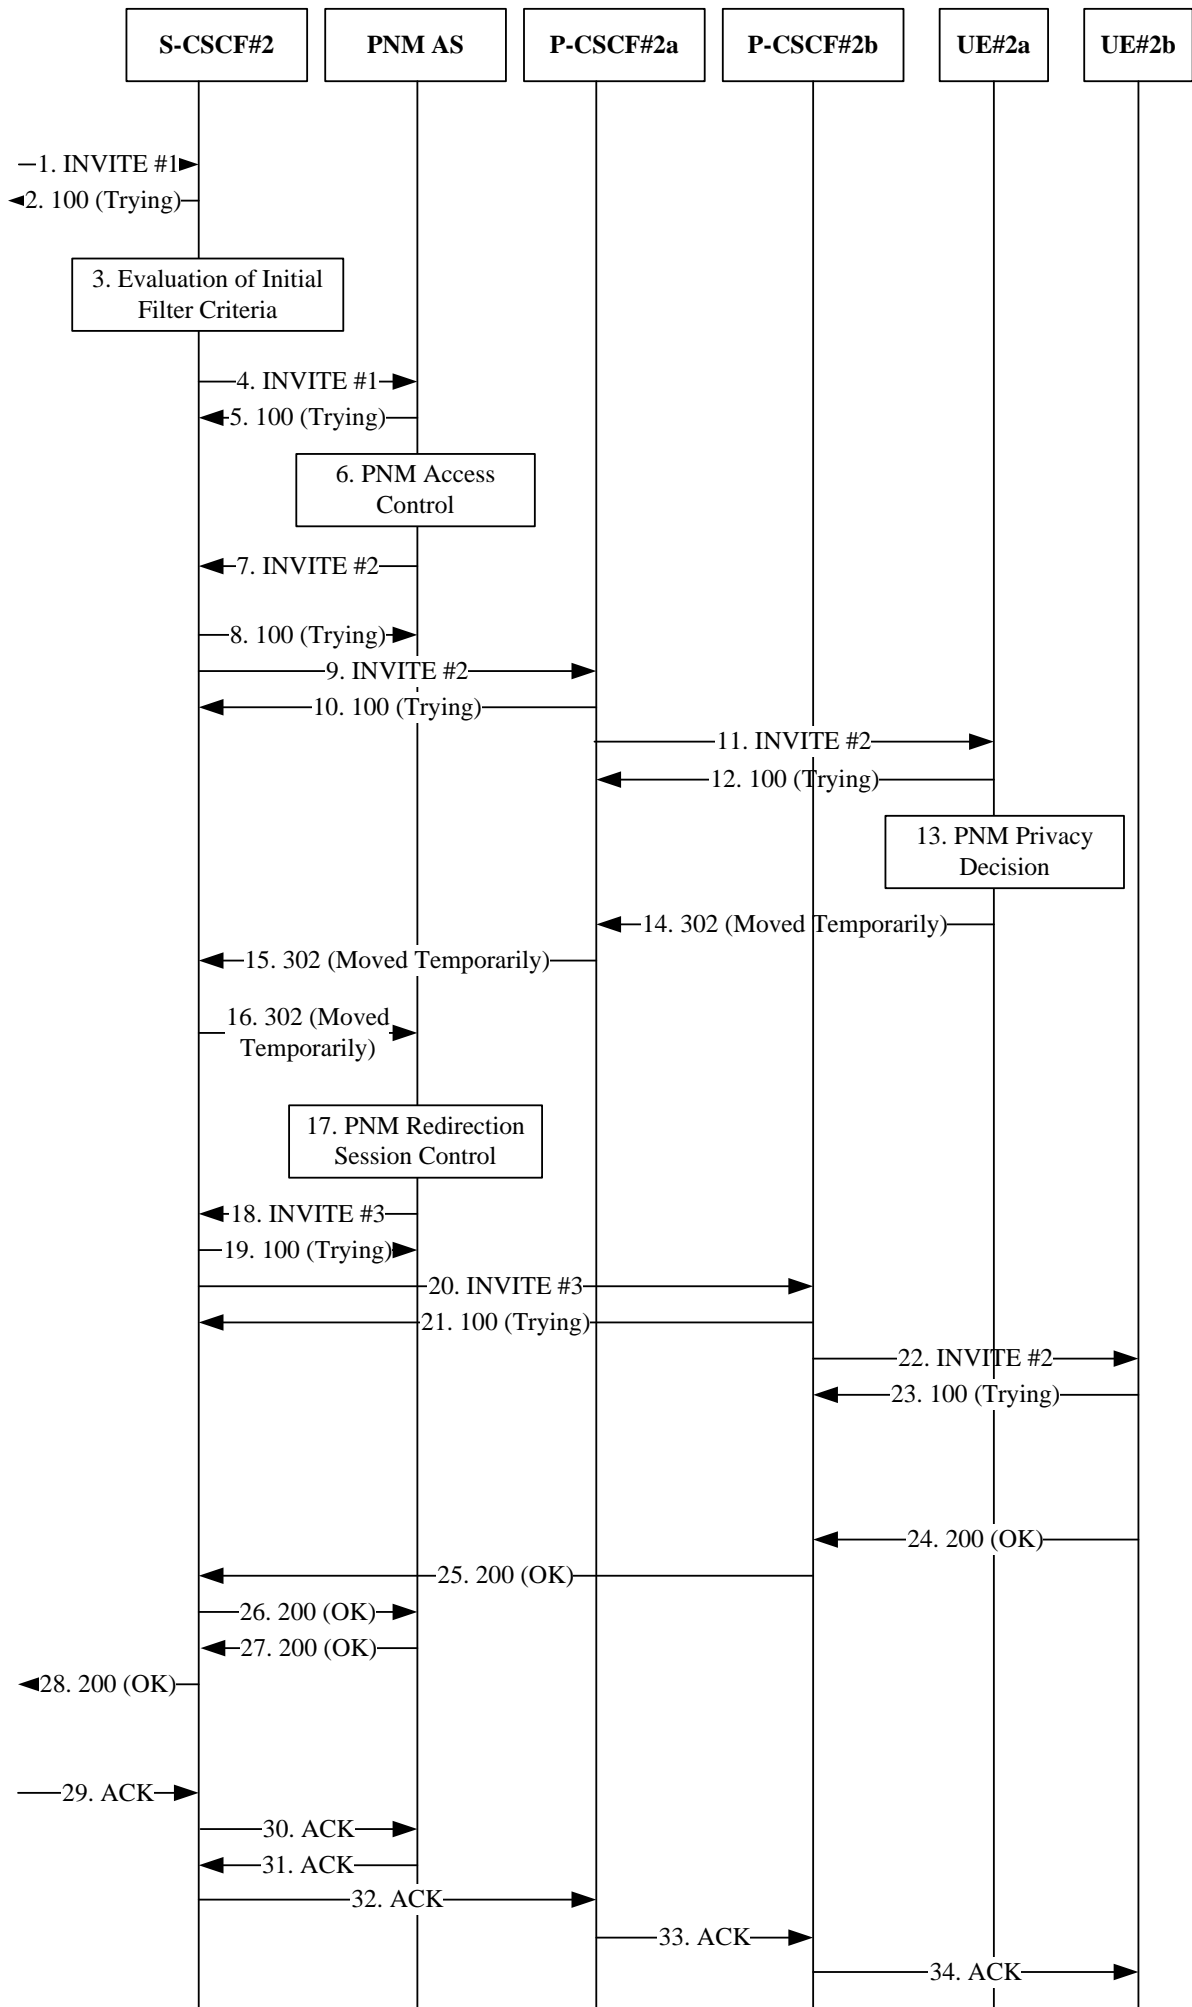 S-CSCF#2
PNM AS
P-CSCF#2a
P-CSCF#2b
UE#2a
UE#2b
1. INVITE #1
2. 100 (Trying)
3. Evaluation of Initial
Filter Criteria
4. INVITE #1
5. 100 (Trying)
6. PNM Access
Control
7. INVITE #2
8. 100 (Trying)
9. INVITE #2
10. 100 (Trying)
11. INVITE #2
12. 100 (Trying)
13. PNM Privacy
Decision
14. 302 (Moved Temporarily)
15. 302 (Moved Temporarily)
16. 302 (Moved
Temporarily)
17. PNM Redirection
Session Control
18. INVITE #3
19. 100 (Trying)
20. INVITE #3
21. 100 (Trying)
22. INVITE #2
23. 100 (Trying)
24. 200 (OK)
25. 200 (OK)
26. 200 (OK)
27. 200 (OK)
28. 200 (OK)
29. ACK
30. ACK
31. ACK
32. ACK
33. ACK
34. ACK